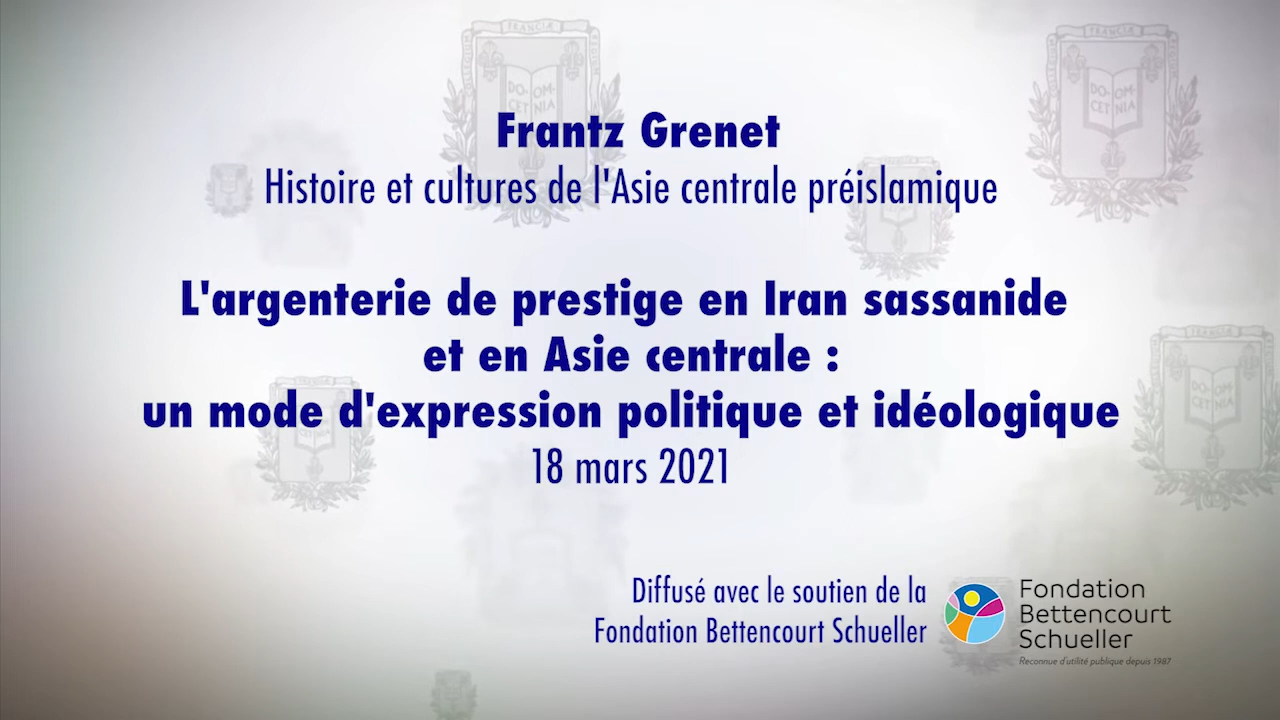 Frantz Grenet
Histoire et cultures de l'Asie centrale préislamique
L'argenterie de prestige en Iran sassanide
et en Asie centrale :
un mode d'expression politique et idéologique
18 mars 2021
Diffusé avec le soutien de la
Fondation Bettencourt Schueller
Fondation
Bettencourt
Schueller
Reconnue d'utilité publique depuis 1987